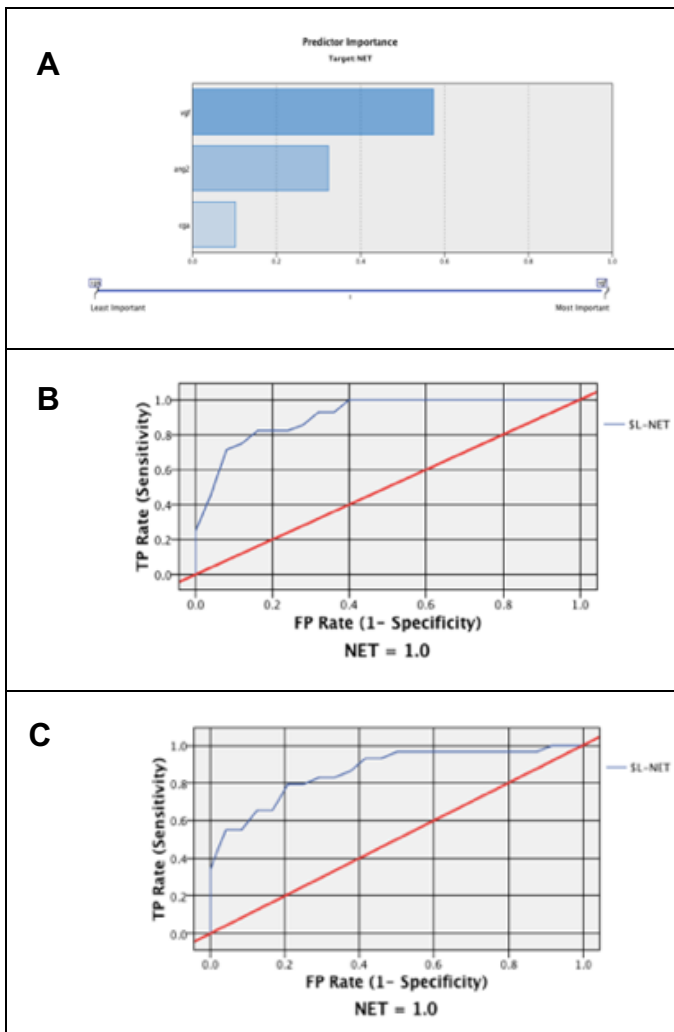 A
Predictor Importance
Target: NET
vgf
ang2
cga
0.0 0.2 0.4 0.6 0.8 1.0
Least Important Most Important
B
1.0
0.8
0.6
0.4
0.2
0.0
TP Rate (Sensitivity)
$L-NET
0.0 0.2 0.4 0.6 0.8 1.0
FP Rate (1- Specificity)
NET = 1.0
C
1.0
0.8
0.6
0.4
0.2
0.0
TP Rate (Sensitivity)
$L-NET
0.0 0.2 0.4 0.6 0.8 1.0
FP Rate (1- Specificity)
NET = 1.0